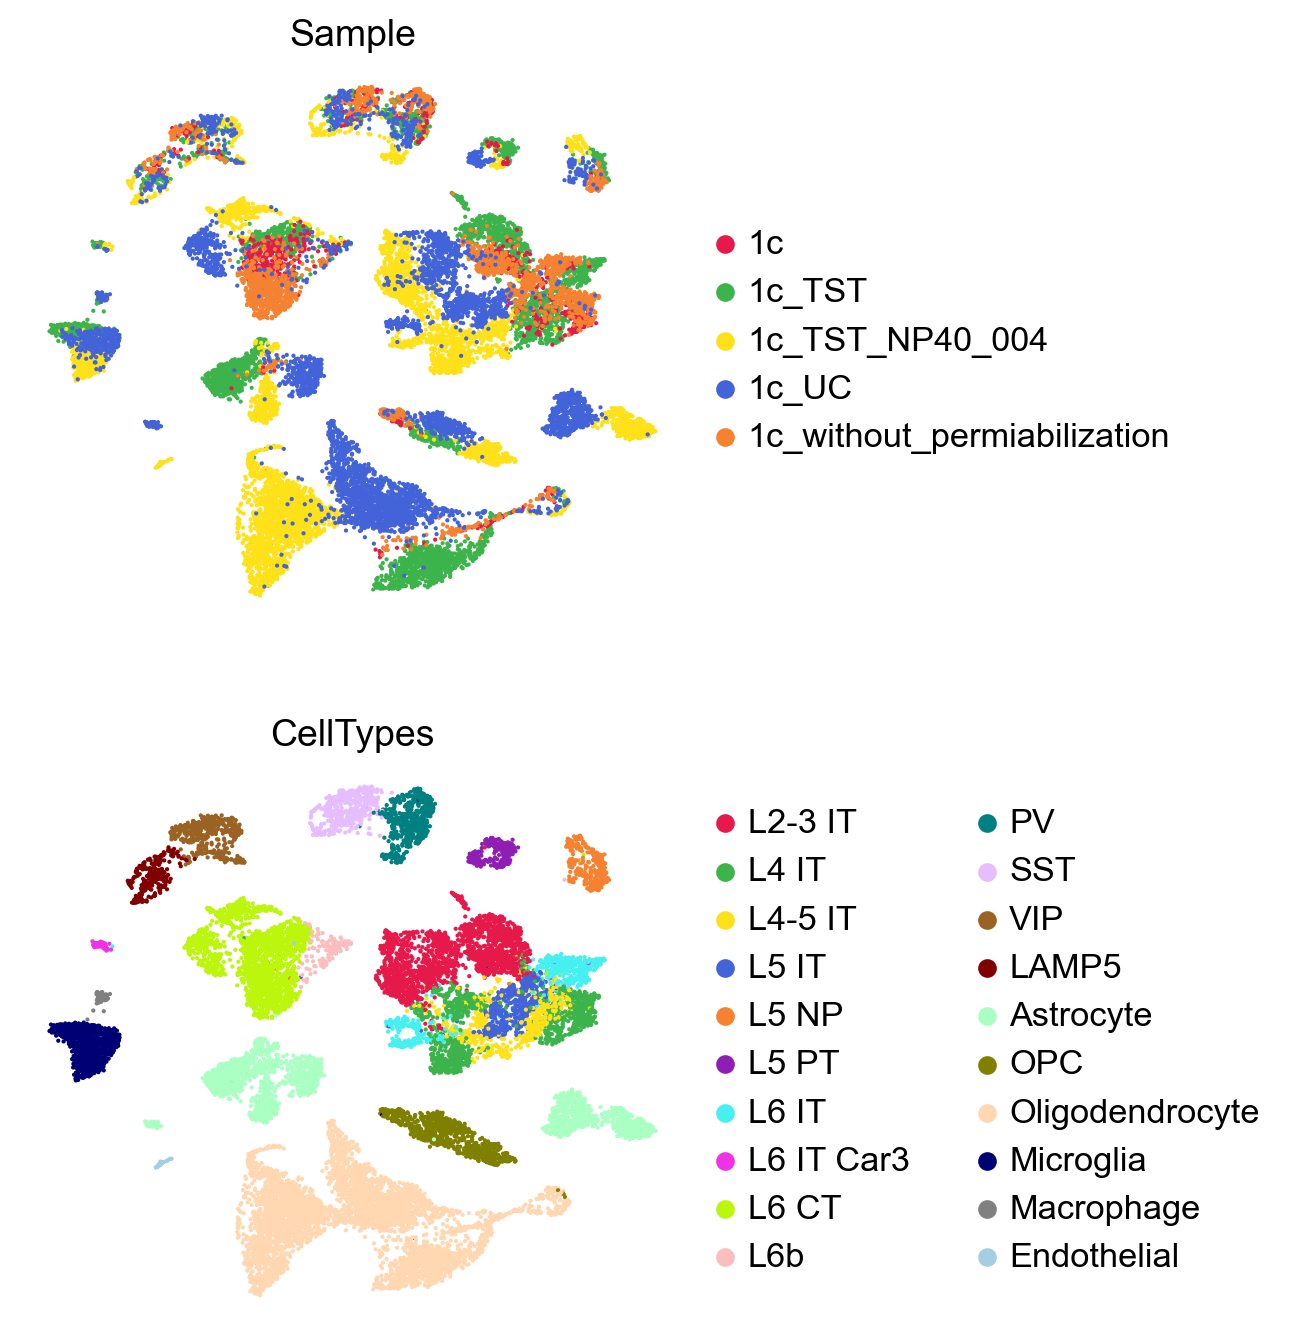 Sample
1c
1c_TST
1c_TST_NP40_004
1c_UC
1c_without_permiabilization
CellTypes
L2-3 IT
L4 IT
L4-5 IT
L5 IT
L5 NP
L5 PT
L6 IT
L6 IT Car3
L6 CT
L6b
PV
SST
VIP
LAMP5
Astrocyte
OPC
Oligodendrocyte
Microglia
Macrophage
Endothelial